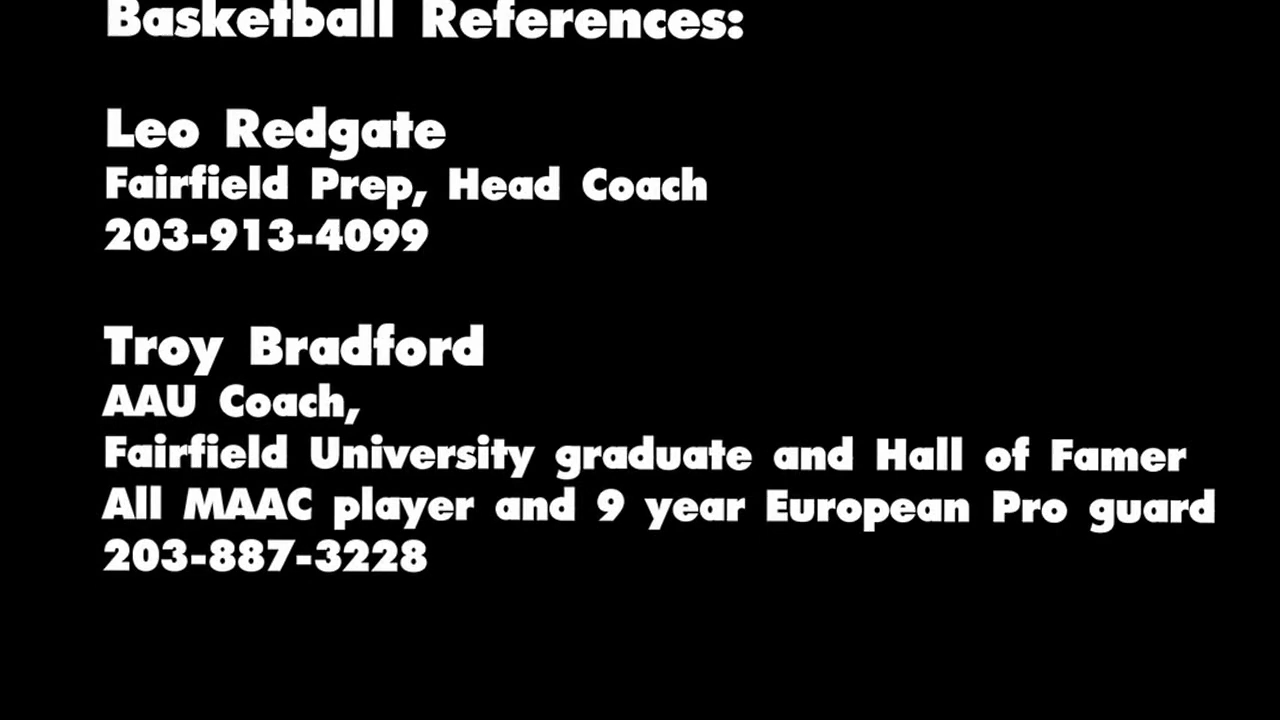 Basketball References:
Leo Redgate
Fairfield Prep, Head Coach
203-913-4099
Troy Bradford
AAU Coach,
Fairfield University graduate and Hall of Famer
All MAAC player and 9 year European Pro guard
203-887-3228